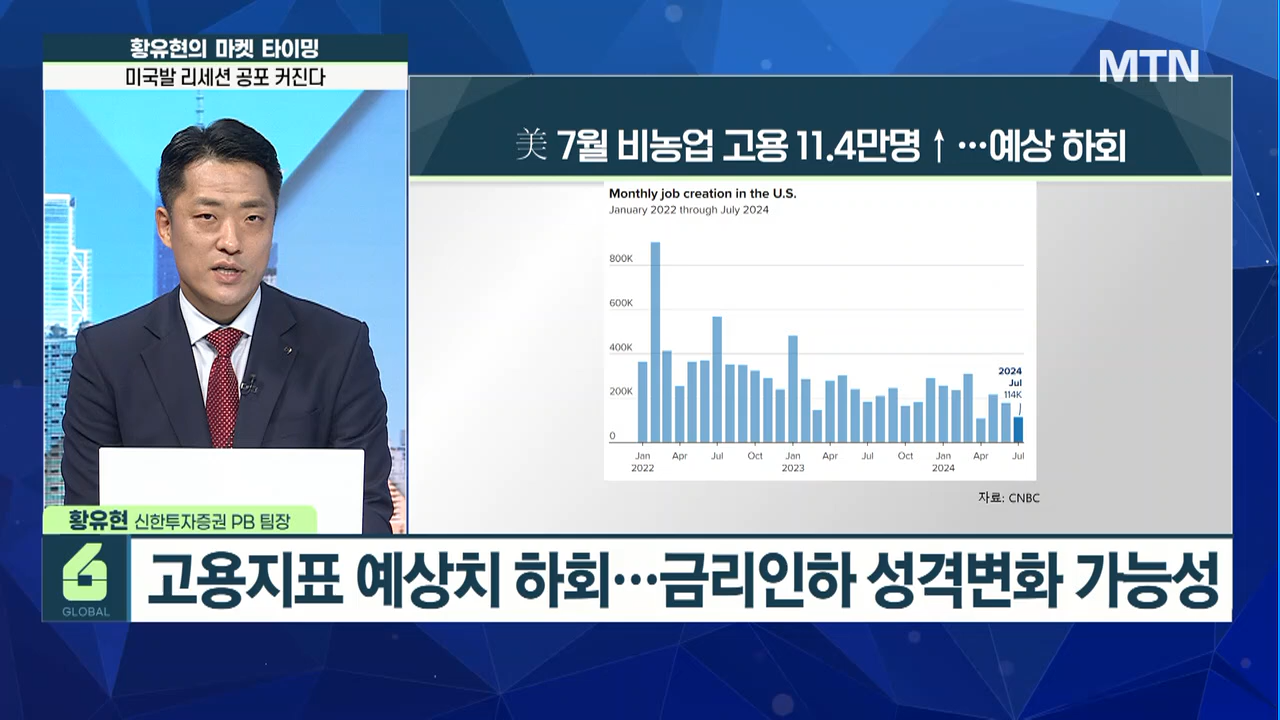 황유현의 마켓 타이밍
미국발 리세션 공포 커진다
MTN
美 7월 비농업 고용 11.4만명↑…예상 하회
Monthly job creation in the U.S.
January 2022 through July 2024
800K
600K
400K
200K
0
2024
Jul
114K
Jan Apr Jul Oct Jan Apr Jul Oct Jan Apr Jul
2022 2023 2024
자료: CNBC
황유현 신한투자증권 PB 팀장
6 GLOBAL
고용지표 예상치 하회…금리인하 성격변화 가능성